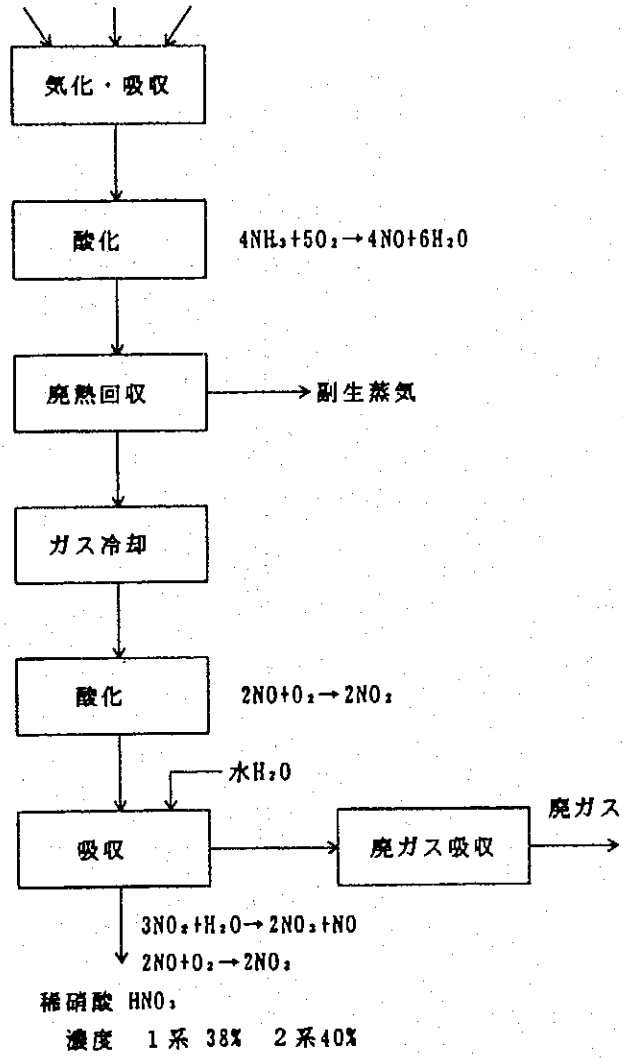 気化・吸収
酸化
4NH₃+5O₂→4NO+6H₂O
廃熱回収
副生蒸気
ガス冷却
酸化
2NO+O₂→2NO₂
水H₂O
吸収
廃ガス吸収
廃ガス
3NO₂+H₂O→2NO₃+NO
2NO+O₂→2NO₂
稀硝酸 HNO₃
濃度 1系 38% 2系40%